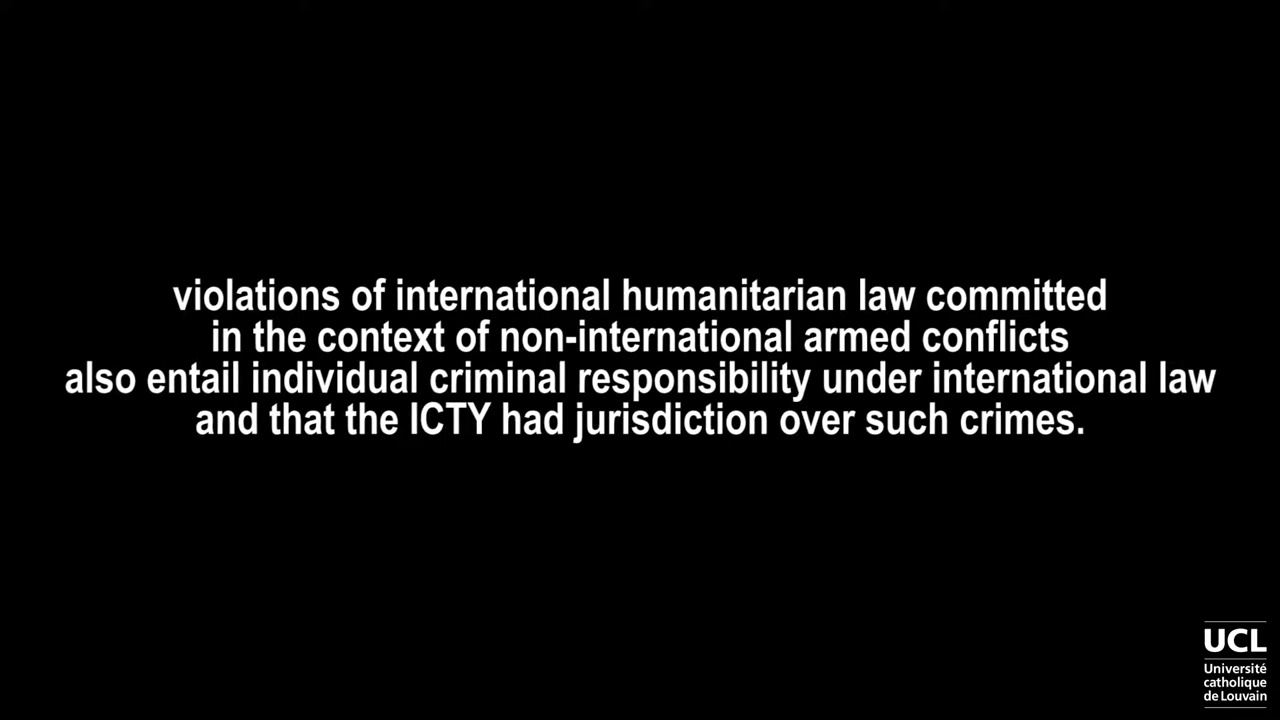 violations of international humanitarian law committed
in the context of non-international armed conflicts
also entail individual criminal responsibility under international law
and that the ICTY had jurisdiction over such crimes.
UCL
Université
catholique
de Louvain